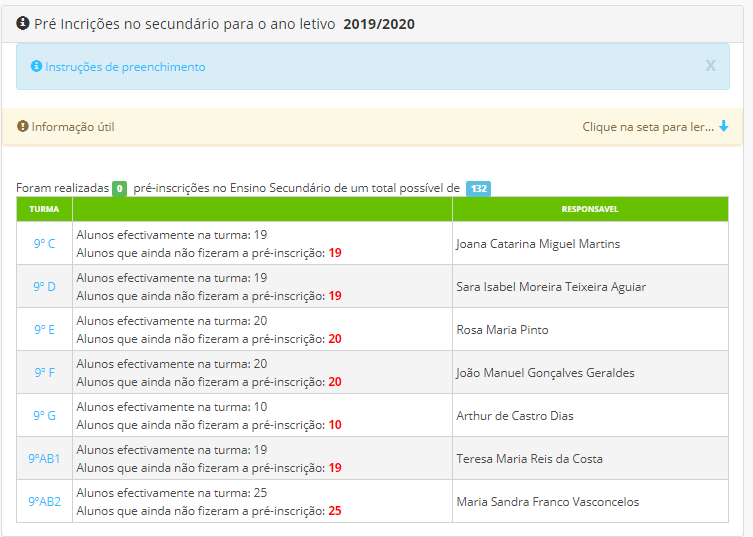 Pré Incrições no secundário para o ano letivo 2019/2020
Instruções de preenchimento X
Informação útil Clique na seta para ler...
Foram realizadas 0 pré-inscrições no Ensino Secundário de um total possível de 132
TURMA RESPONSAVEL
9º C
Alunos efectivamente na turma: 19
Alunos que ainda não fizeram a pré-inscrição: 19
Joana Catarina Miguel Martins
9º D
Alunos efectivamente na turma: 19
Alunos que ainda não fizeram a pré-inscrição: 19
Sara Isabel Moreira Teixeira Aguiar
9º E
Alunos efectivamente na turma: 20
Alunos que ainda não fizeram a pré-inscrição: 20
Rosa Maria Pinto
9º F
Alunos efectivamente na turma: 20
Alunos que ainda não fizeram a pré-inscrição: 20
João Manuel Gonçalves Geraldes
9º G
Alunos efectivamente na turma: 10
Alunos que ainda não fizeram a pré-inscrição: 10
Arthur de Castro Dias
9ºAB1
Alunos efectivamente na turma: 19
Alunos que ainda não fizeram a pré-inscrição: 19
Teresa Maria Reis da Costa
9ºAB2
Alunos efectivamente na turma: 25
Alunos que ainda não fizeram a pré-inscrição: 25
Maria Sandra Franco Vasconcelos